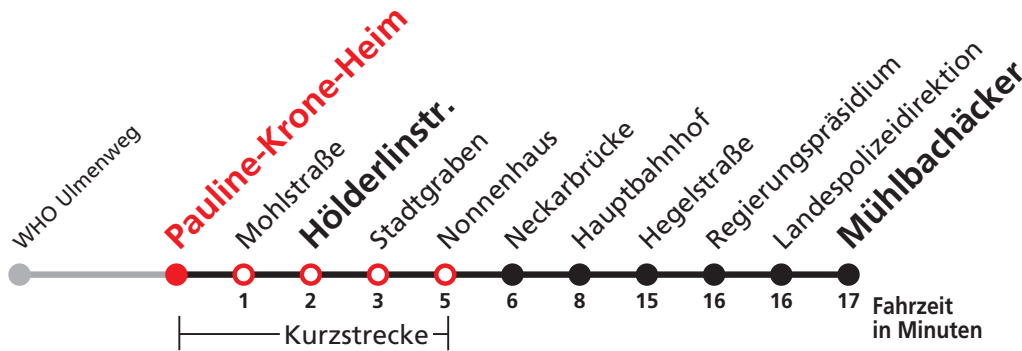 WHO Ulmenweg
Pauline-Krone-Heim
Mohlstraße
Hölderlinstr.
Stadtgraben
Nonnenhaus
Neckarbrücke
Hauptbahnhof
Hegelstraße
Regierungspräsidium
Landespolizeidirektion
Mühlbachäcker
1 2 3 5 6 8 15 16 16 17
Fahrzeit
in Minuten
Kurzstrecke